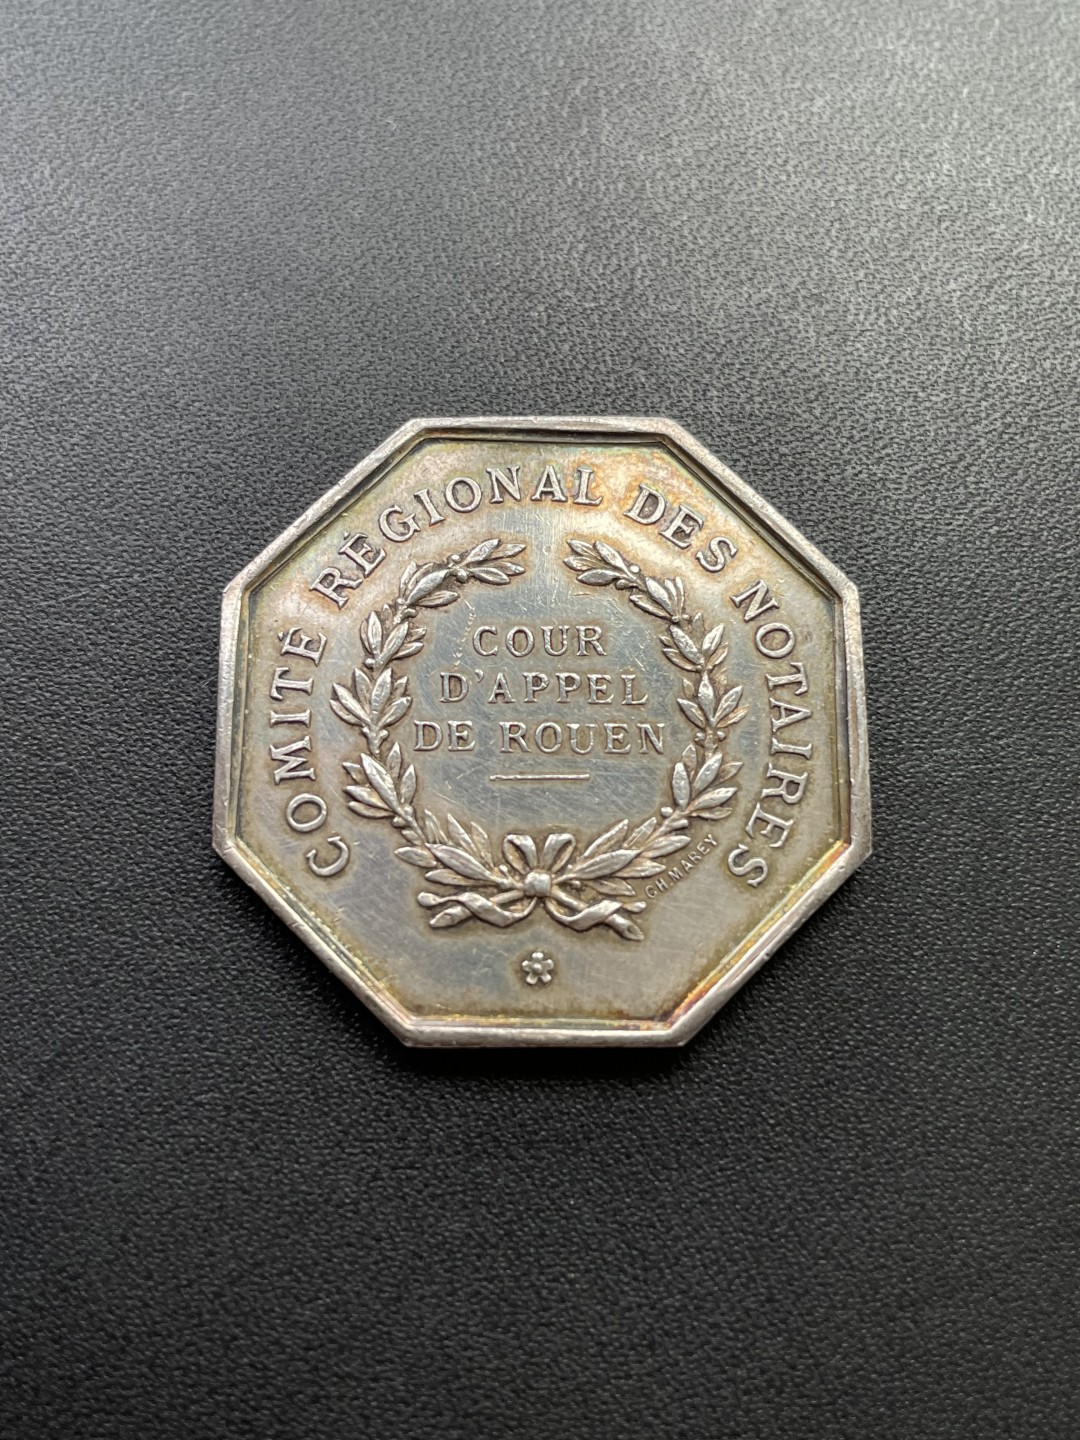 COMITÉ RÉGIONAL DES NOTAIRES
COUR
D'APPEL
DE ROUEN
CH.MAREY